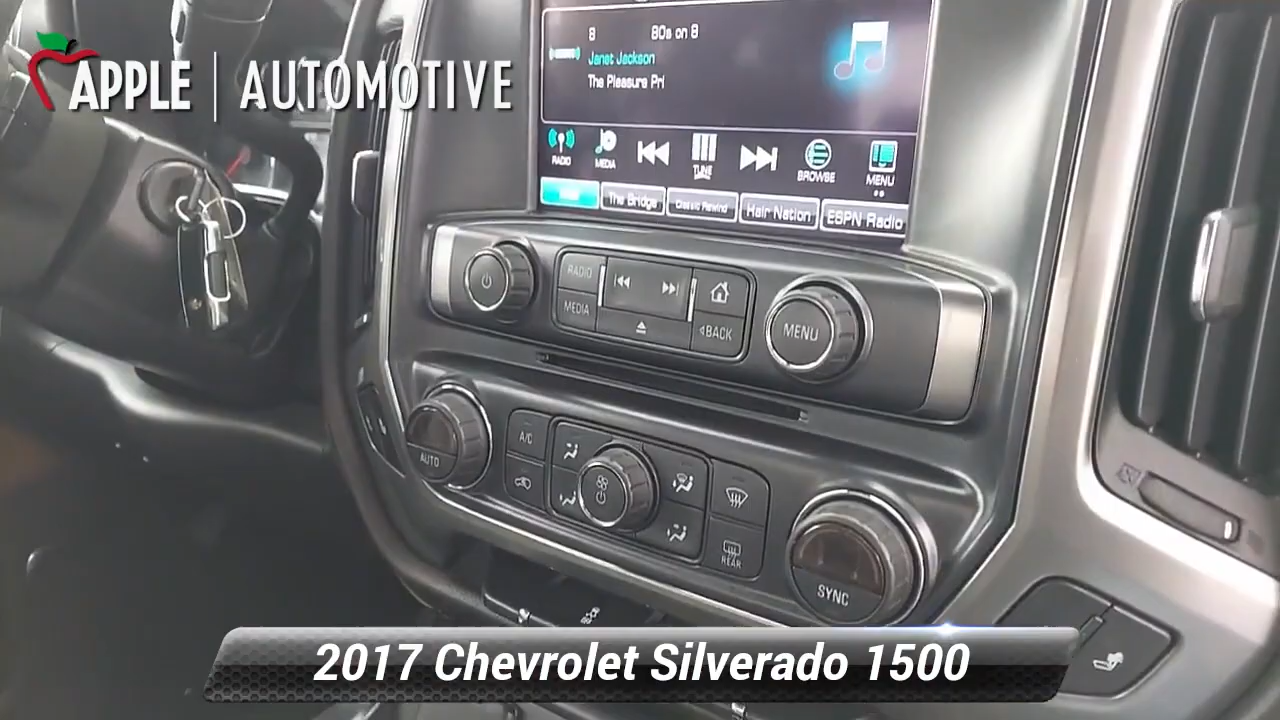 APPLE | AUTOMOTIVE
8 80s on 8
Janet Jackson
The Pleasure Pri
RADIO MEDIA TUNE BROWSE MENU
The Bridge Classic Rewind Hair Nation ESPN Radio
RADIO
MEDIA
BACK
MENU
AUTO
A/C
REAR
SYNC
2017 Chevrolet Silverado 1500